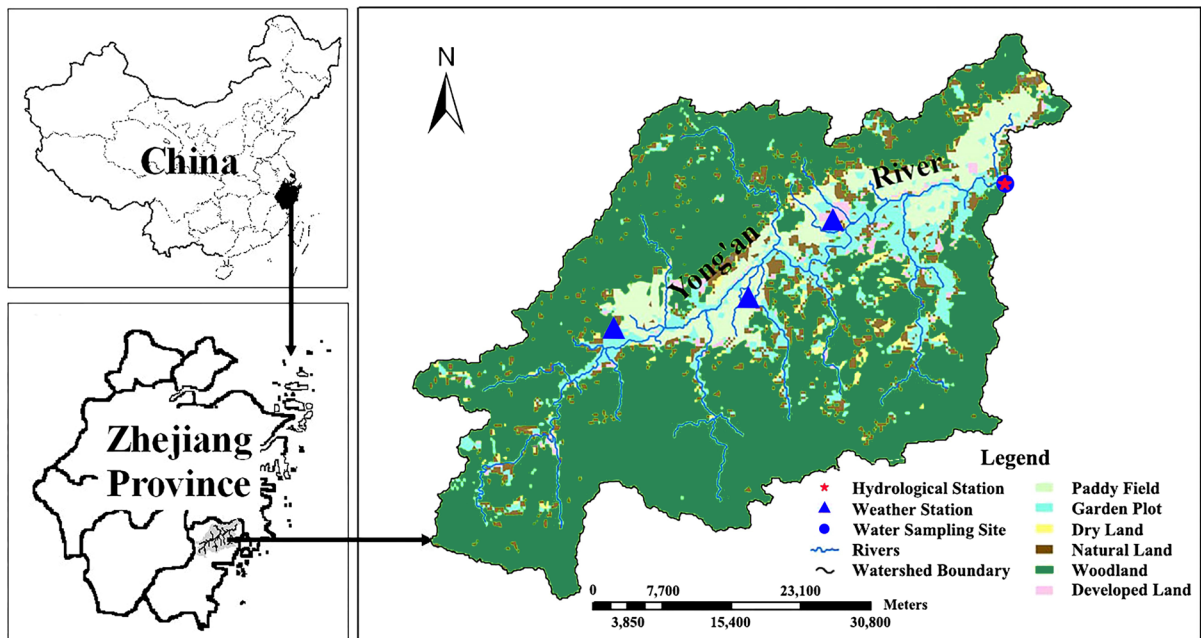 China
Zhejiang
Province
N
Yong'an
River
Legend
Hydrological Station
Weather Station
Water Sampling Site
Rivers
Watershed Boundary
Paddy Field
Garden Plot
Dry Land
Natural Land
Woodland
Developed Land
0 7,700 23,100
Meters
3,850 15,400 30,800